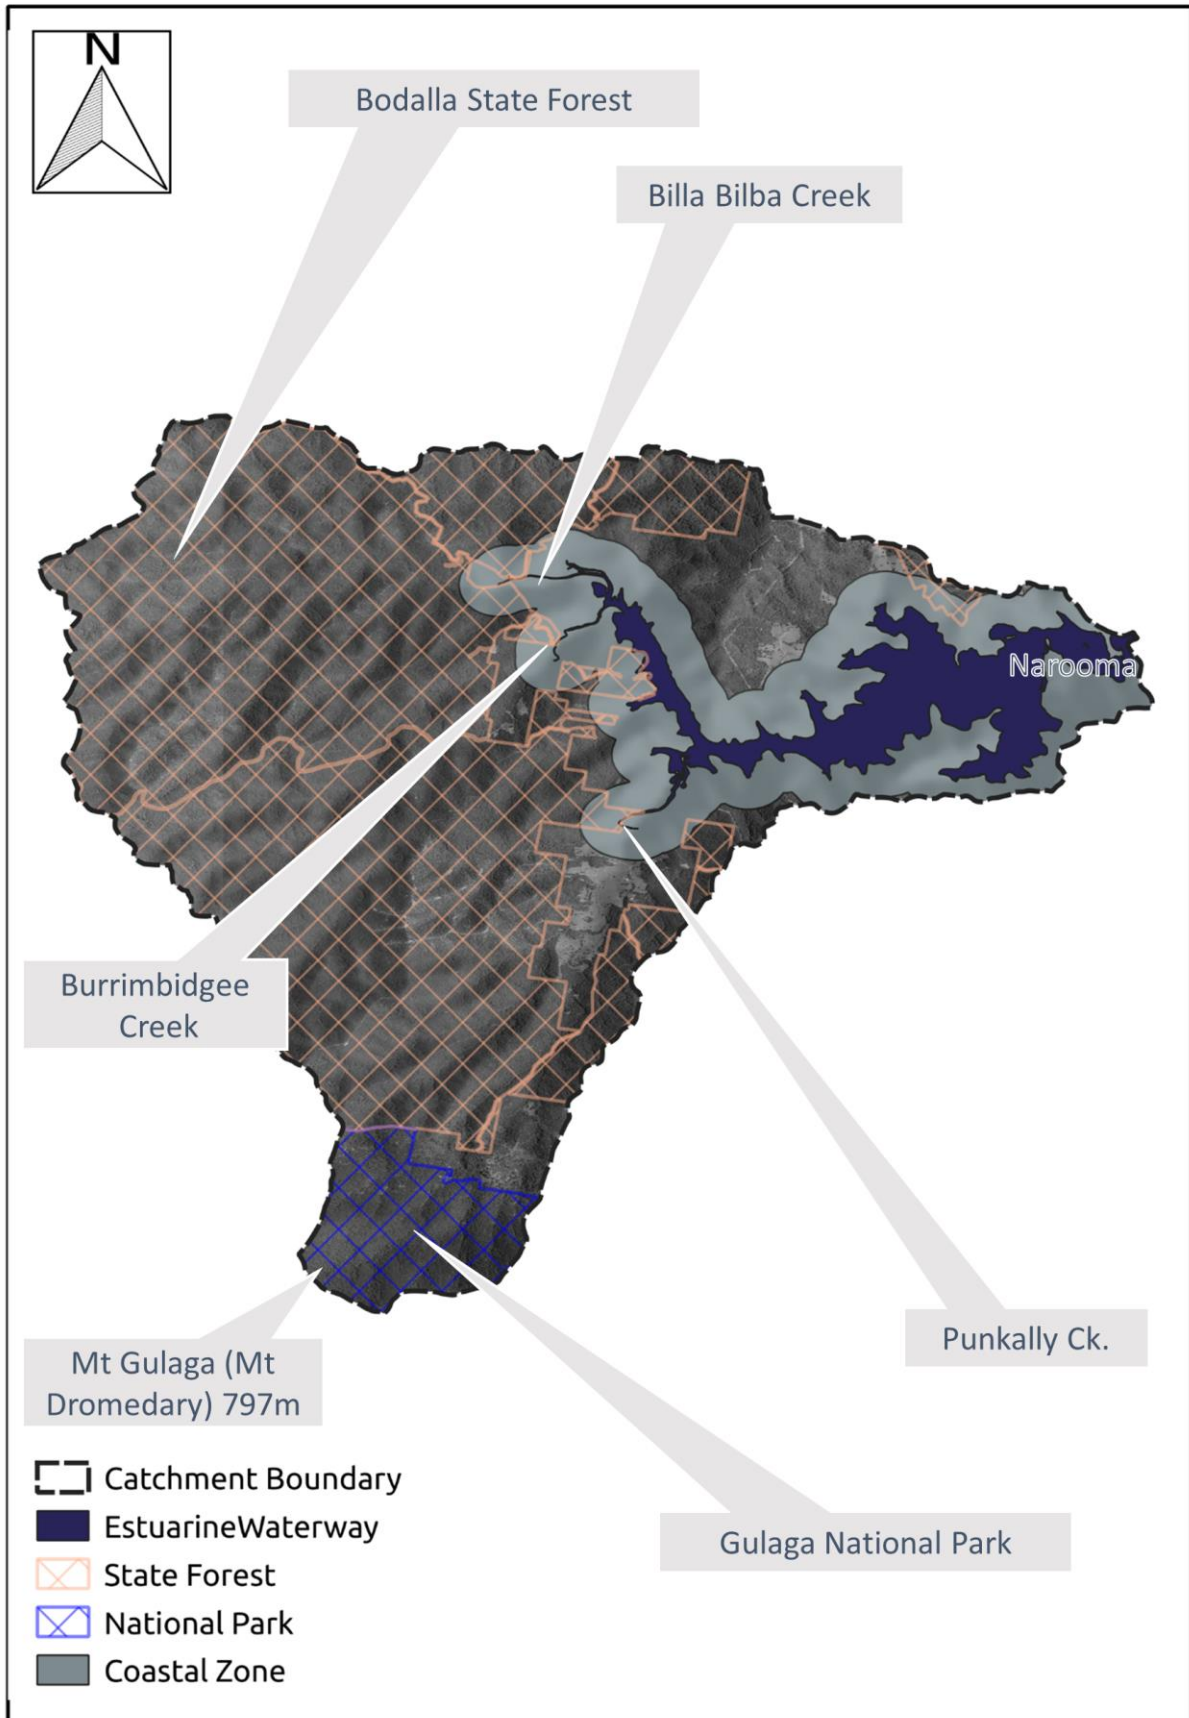 N
Bodalla State Forest
Billa Bilba Creek
Narooma
Burrimbidgee
Creek
Punkally Ck.
Mt Gulaga (Mt
Dromedary) 797m
Gulaga National Park
Catchment Boundary
EstuarineWaterway
State Forest
National Park
Coastal Zone